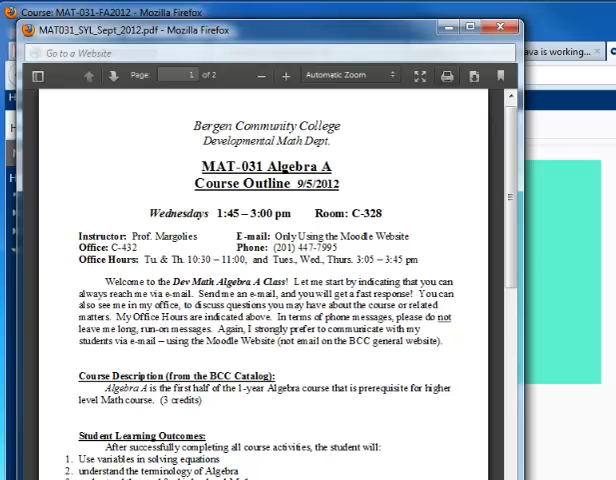 Course: MAT-031-FA2012 - Mozilla Firefox
MAT031_SYL_Sept_2012.pdf - Mozilla Firefox
Go to a Website
ava is working...
Page: 1 of 2
Automatic Zoom
Bergen Community College
Developmental Math Dept.
MAT-031 Algebra A
Course Outline 9/5/2012
Wednesdays 1:45 – 3:00 pm Room: C-328
Instructor: Prof. Margolies E-mail: Only Using the Moodle Website
Office: C-432 Phone: (201) 447-7995
Office Hours: Tu. & Th. 10:30 – 11:00, and Tues., Wed., Thurs. 3:05 – 3:45 pm
Welcome to the Dev Math Algebra A Class! Let me start by indicating that you can
always reach me via e-mail. Send me an e-mail, and you will get a fast response! You can
also see me in my office, to discuss questions you may have about the course or related
matters. My Office Hours are indicated above. In terms of phone messages, please do not
leave me long, run-on messages. Again, I strongly prefer to communicate with my
students via e-mail – using the Moodle Website (not email on the BCC general website).
Course Description (from the BCC Catalog):
Algebra A is the first half of the 1-year Algebra course that is prerequisite for higher
level Math course. (3 credits)
Student Learning Outcomes:
After successfully completing all course activities, the student will:
1. Use variables in solving equations
2. understand the terminology of Algebra